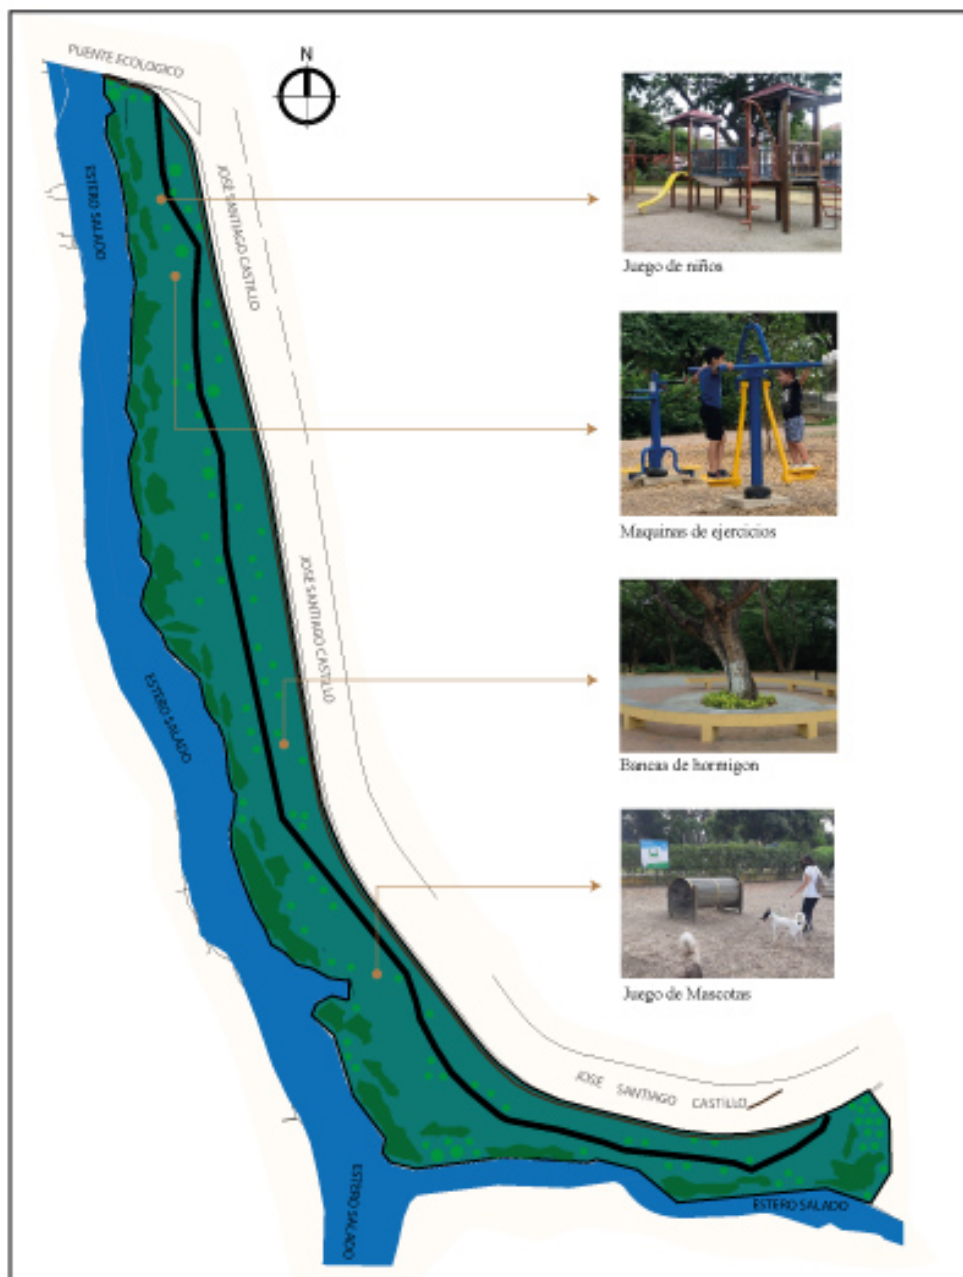 PUENTE ECOLOGICO
N
ESTERO SALADO
JOSE SANTIAGO CASTILLO
Juego de niños
Maquinas de ejercicios
JOSE SANTIAGO CASTILLO
ESTERO SALADO
Bancas de hormigon
Juego de Mascotas
JOSE SANTIAGO CASTILLO
ESTERO SALADO
ESTERO SALADO